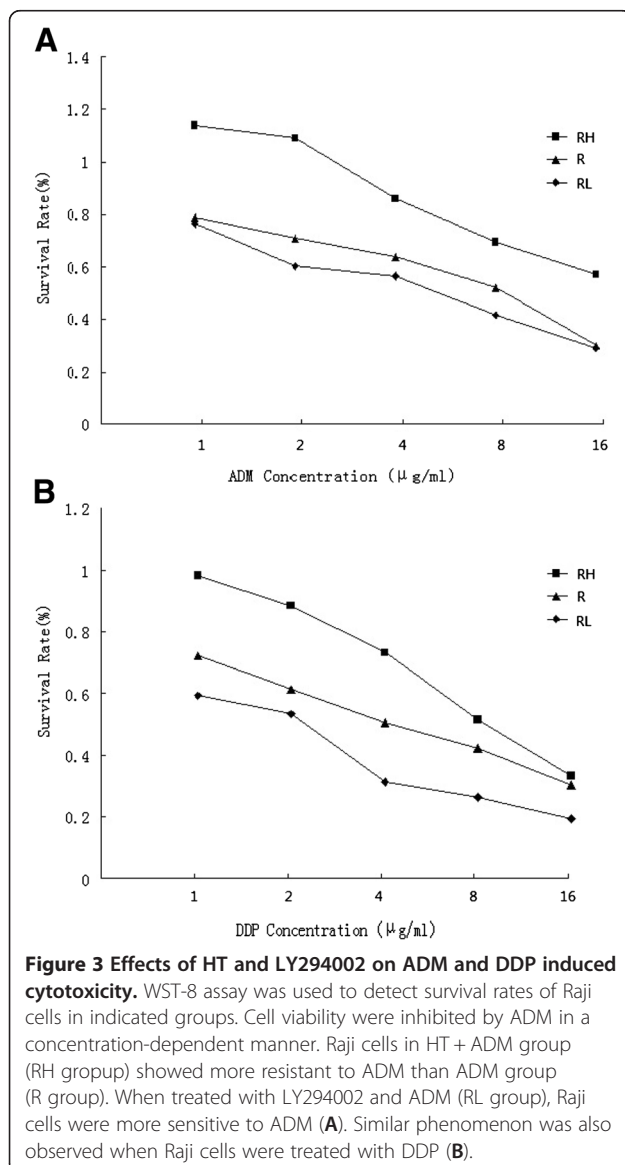 A
1.4
1.2
1
0.8
0.6
0.4
0.2
0
Survival Rate(%)
RH
R
RL
1 2 4 8 16
ADM Concentration (μg/ml)
B
1.2
1
0.8
0.6
0.4
0.2
0
Survival Rate(%)
RH
R
RL
1 2 4 8 16
DDP Concentration (μg/ml)
Figure 3 Effects of HT and LY294002 on ADM and DDP induced
cytotoxicity. WST-8 assay was used to detect survival rates of Raji
cells in indicated groups. Cell viability were inhibited by ADM in a
concentration-dependent manner. Raji cells in HT + ADM group
(RH gropup) showed more resistant to ADM than ADM group
(R group). When treated with LY294002 and ADM (RL group), Raji
cells were more sensitive to ADM (A). Similar phenomenon was also
observed when Raji cells were treated with DDP (B).